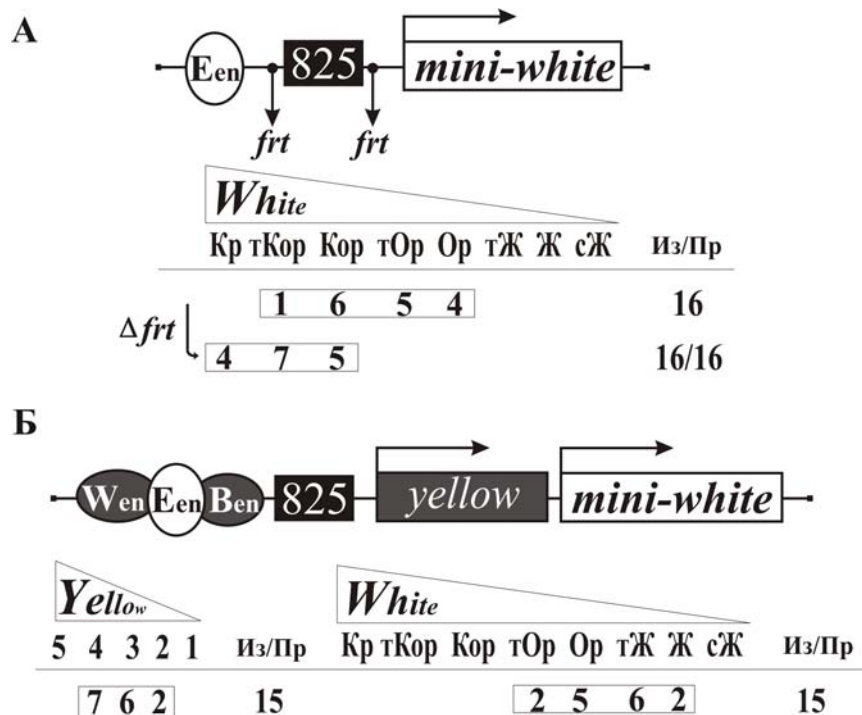 А
Een 825 mini-white
frt frt
White
Кр тКор Кор тОр Ор тЖ Ж сЖ Из/Пр
1 6 5 4 16
Δfrt
4 7 5 16/16
Б
Wen Een Ben 825 yellow mini-white
Yellow White
5 4 3 2 1 Из/Пр Кр тКор Кор тОр Ор тЖ Ж сЖ Из/Пр
7 6 2 15 2 5 6 2 15